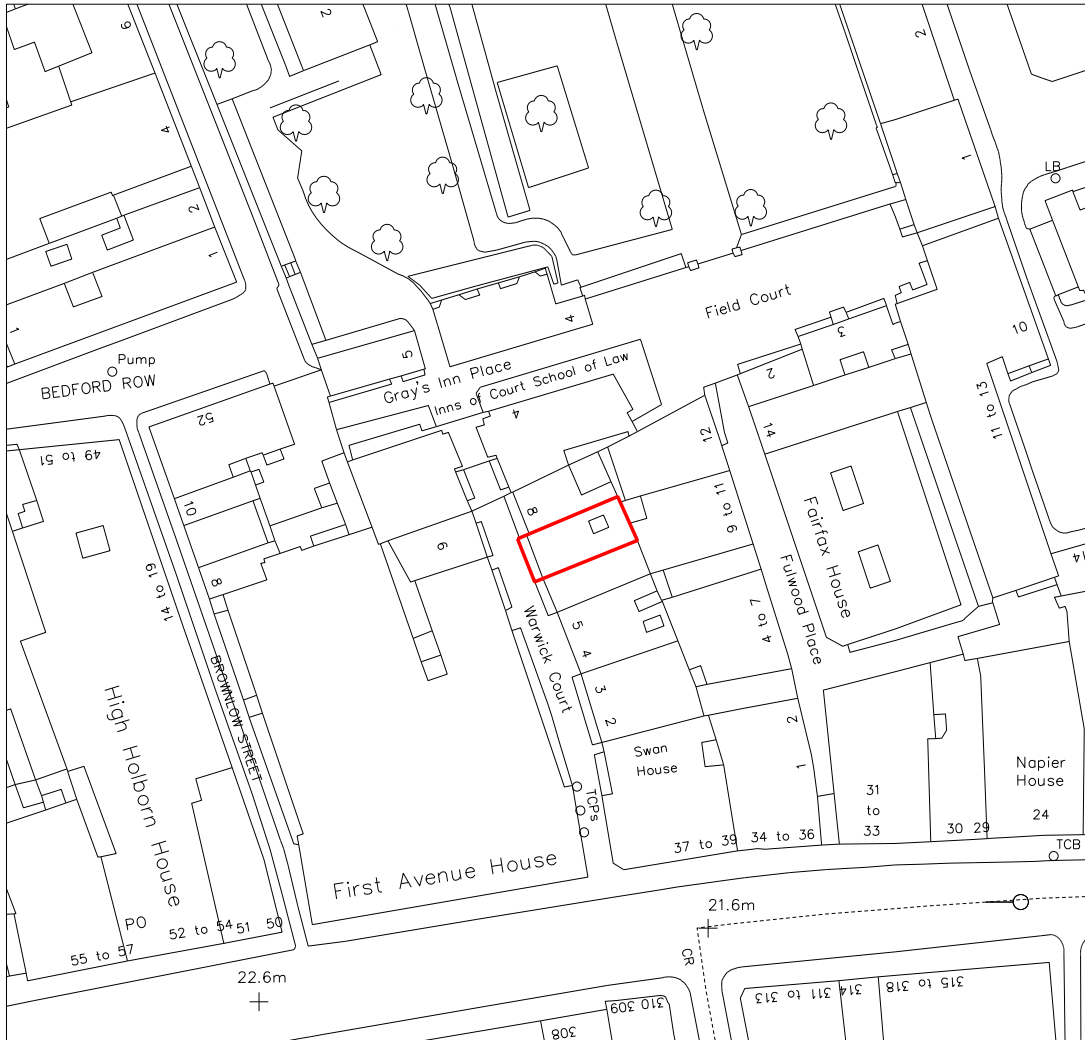 6
2
2
4
LB
1
2
1
Field Court
4
3
10
1
Pump
BEDFORD ROW
5
Gray's Inn Place
Inns of Court School of Law
4
2
11 to 13
52
12
14
49 to 51
10
8
9 to 11
Fairfax House
6
14
8
14 to 19
Warwick Court
5
4
4 to 7
Fulwood Place
BROWNLOW STREET
3
2
High Holborn House
Swan
House
2
1
Napier
House
24
31
to
33
30 29
TCPs
37 to 39
34 to 36
TCB
First Avenue House
PO
52 to 54
51
50
55 to 57
21.6m
CR
22.6m
308
309
310
311 to 313
314
315 to 318